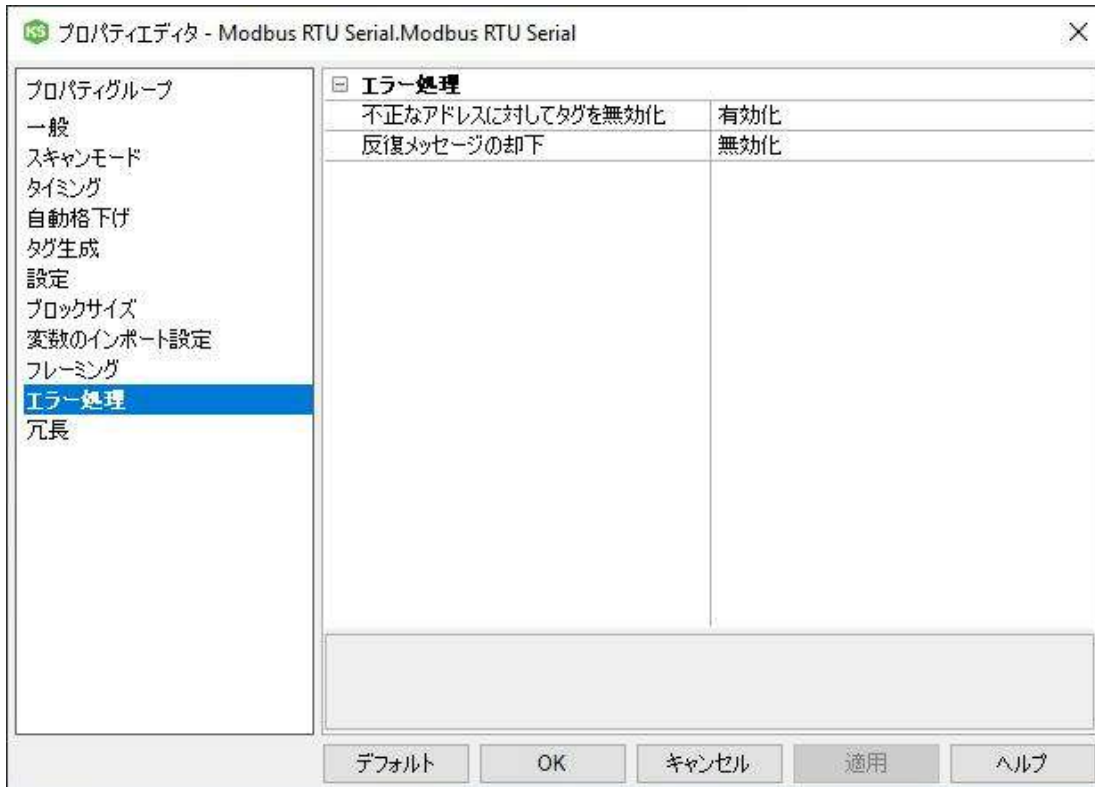 KS プロパティエディタ - Modbus RTU Serial.Modbus RTU Serial
プロパティグループ
一般
スキャンモード
タイミング
自動格下げ
タグ生成
設定
ブロックサイズ
変数のインポート設定
フレーミング
エラー処理
冗長
エラー処理
不正なアドレスに対してタグを無効化 有効化
反復メッセージの却下 無効化
デフォルト OK キャンセル 適用 ヘルプ